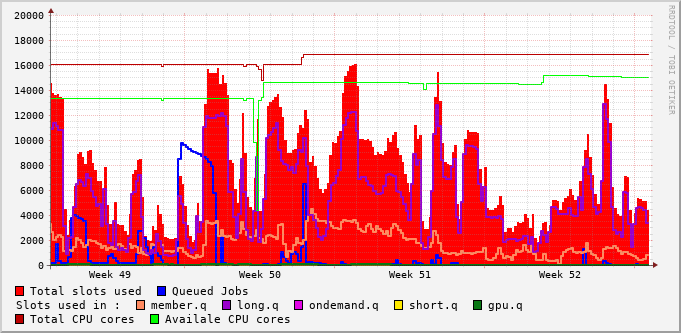 20000
18000
16000
14000
12000
10000
8000
6000
4000
2000
0
Week 49 Week 50 Week 51 Week 52
Total slots used Queued Jobs
Slots used in : member.q long.q ondemand.q short.q gpu.q
Total CPU cores Availale CPU cores
RRDTOOL / TOBI OETIKER